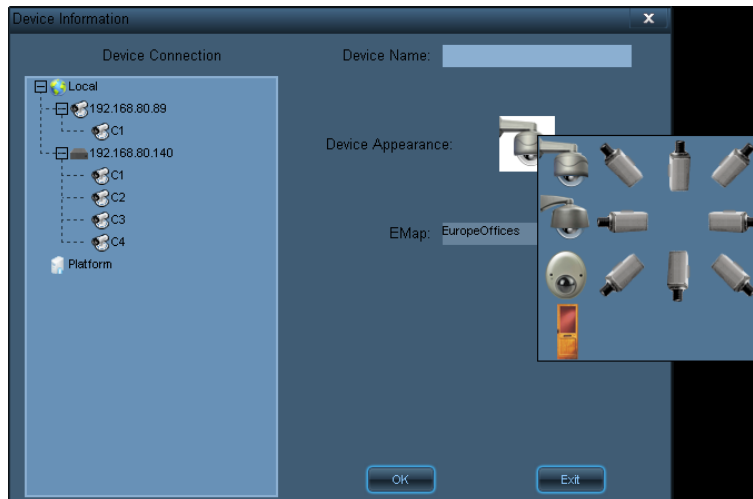 Device Information
X
Device Connection
Device Name:
Local
192.168.80.89
C1
192.168.80.140
C1
C2
C3
C4
Platform
Device Appearance:
EMap:
EuropeOffices
OK
Exit